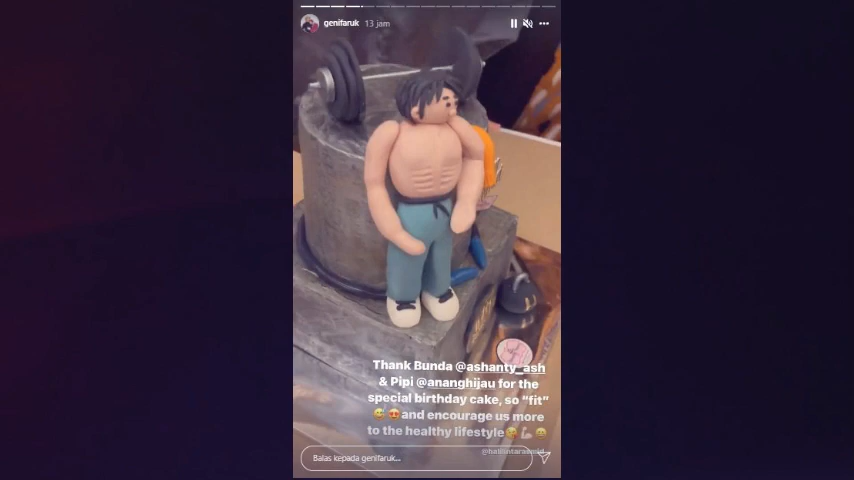 genifaruk 13 jam
Thank Bunda @ashanty_ash
& Pipi @ananghijau for the
special birthday cake, so "fit"
😅😍and encourage us more
to the healthy lifestyle😘💪😄
Balas kepada genifaruk...